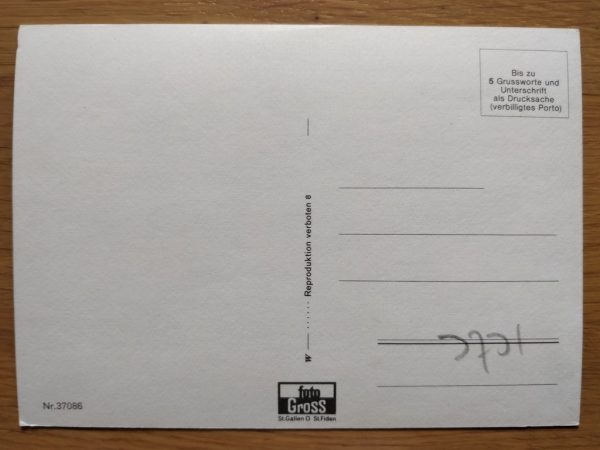 Bis zu
5 Grussworte und
Unterschrift
als Drucksache
(verbilligtes Porto)
W — ...... Reproduktion verboten 8 —
Nr.37086
foto
GROSS
St.Gallen O St.Fiden